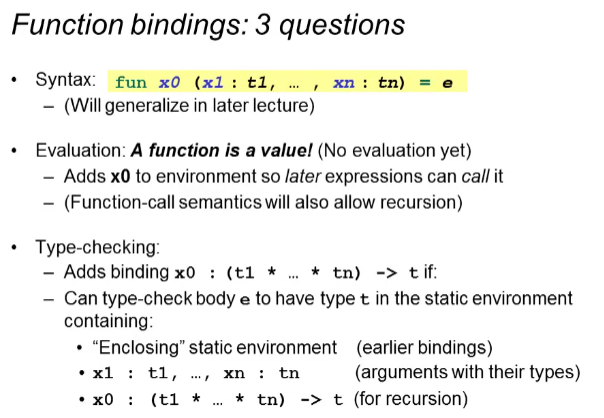 Function bindings: 3 questions
• Syntax: fun x0 (x1 : t1, … , xn : tn) = e
– (Will generalize in later lecture)
• Evaluation: A function is a value! (No evaluation yet)
– Adds x0 to environment so later expressions can call it
– (Function-call semantics will also allow recursion)
• Type-checking:
– Adds binding x0 : (t1 * … * tn) -> t if:
– Can type-check body e to have type t in the static environment
containing:
• “Enclosing” static environment (earlier bindings)
• x1 : t1, …, xn : tn (arguments with their types)
• x0 : (t1 * … * tn) -> t (for recursion)